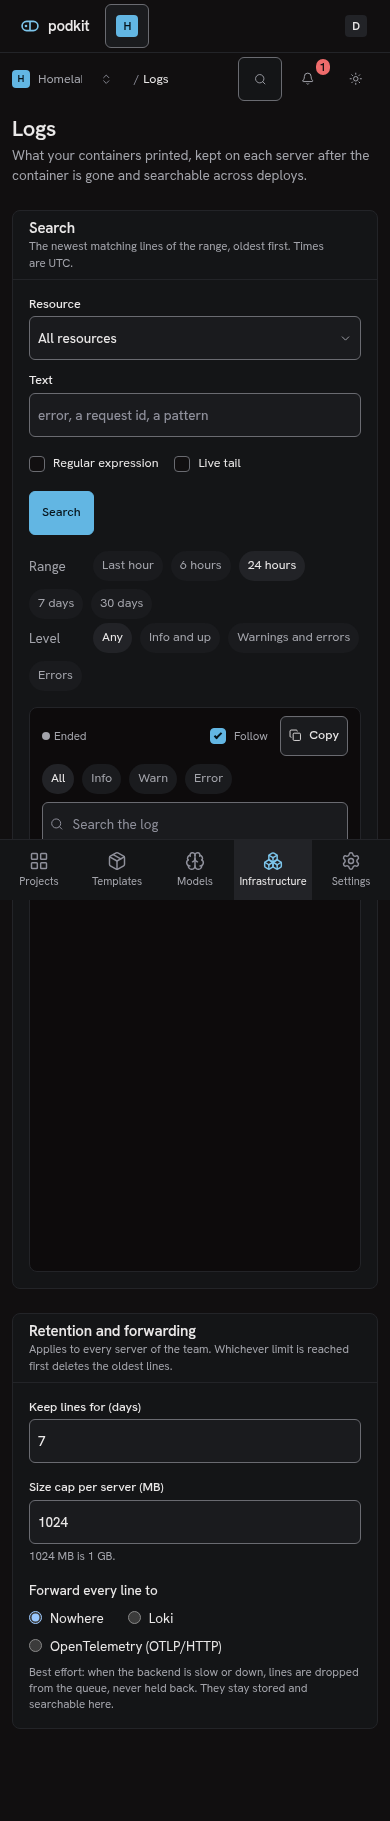 podkit
H
D
H Homelal / Logs
1
Logs
What your containers printed, kept on each server after the
container is gone and searchable across deploys.
Search
The newest matching lines of the range, oldest first. Times
are UTC.
Resource
All resources
Text
error, a request id, a pattern
Regular expression Live tail
Search
Range Last hour 6 hours 24 hours
7 days 30 days
Level Any Info and up Warnings and errors
Errors
Ended Follow Copy
All Info Warn Error
Search the log
Projects Templates Models Infrastructure Settings
Retention and forwarding
Applies to every server of the team. Whichever limit is reached
first deletes the oldest lines.
Keep lines for (days)
7
Size cap per server (MB)
1024
1024 MB is 1 GB.
Forward every line to
Nowhere Loki
OpenTelemetry (OTLP/HTTP)
Best effort: when the backend is slow or down, lines are dropped
from the queue, never held back. They stay stored and
searchable here.